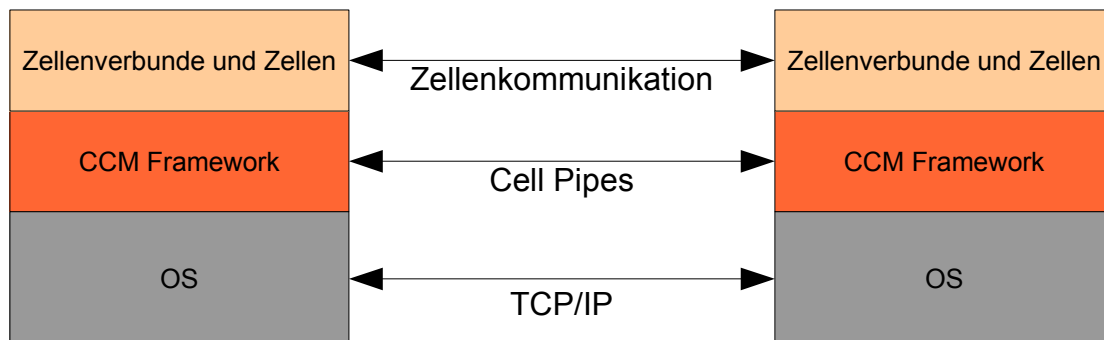 Zellenverbunde und Zellen
Zellenkommunikation
Zellenverbunde und Zellen
CCM Framework
Cell Pipes
CCM Framework
OS
TCP/IP
OS